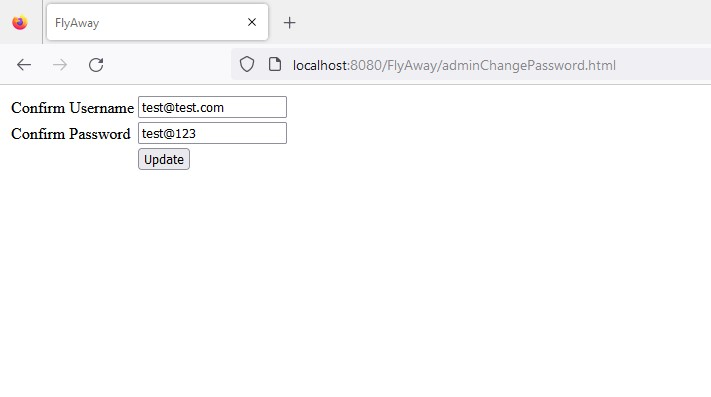 FlyAway
localhost:8080/FlyAway/adminChangePassword.html
Confirm Username test@test.com
Confirm Password test@123
Update